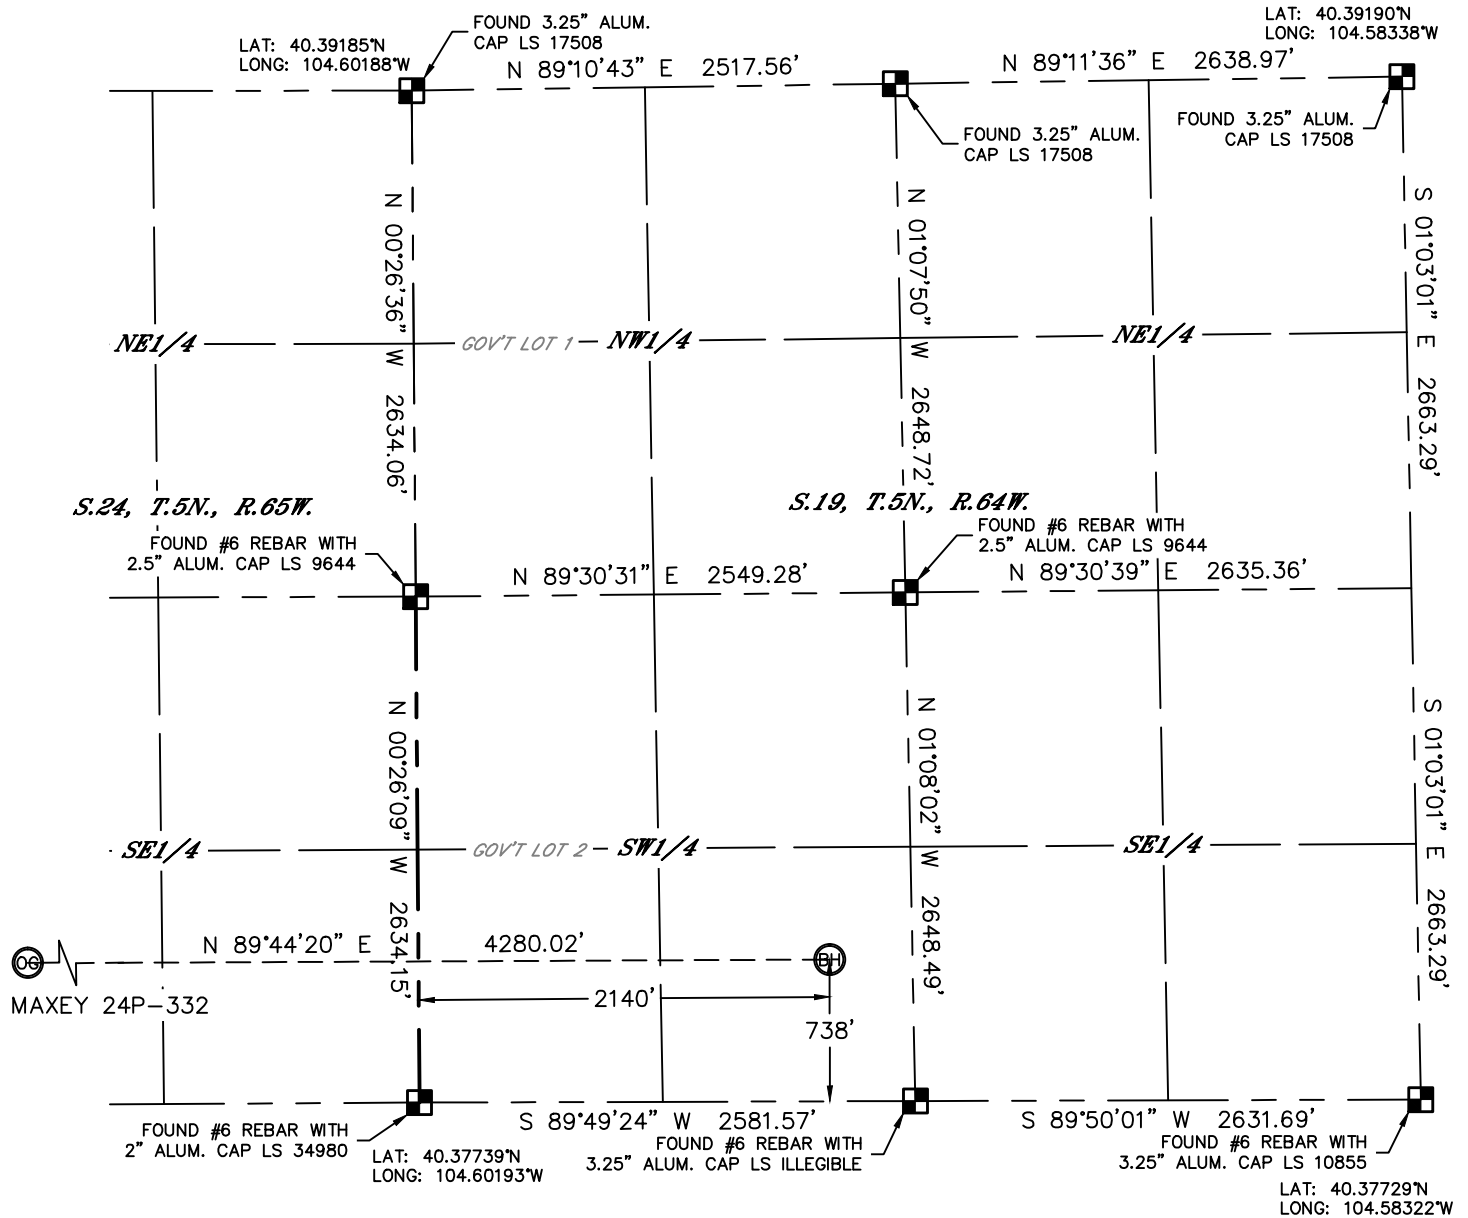 FOUND 3.25" ALUM.
CAP LS 17508
LAT: 40.39185°N
LONG: 104.60188°W
LAT: 40.39190°N
LONG: 104.58338°W
N 89°10'43" E 2517.56'
N 89°11'36" E 2638.97'
FOUND 3.25" ALUM.
CAP LS 17508
FOUND 3.25" ALUM.
CAP LS 17508
N 00°26'36" W 2634.06'
N 01°07'50" W 2648.72'
S 01°03'01" E 2663.29'
NE1/4
GOV'T LOT 1
NW1/4
NE1/4
S.24, T.5N., R.65W.
S.19, T.5N., R.64W.
FOUND #6 REBAR WITH
2.5" ALUM. CAP LS 9644
FOUND #6 REBAR WITH
2.5" ALUM. CAP LS 9644
N 89°30'31" E 2549.28'
N 89°30'39" E 2635.36'
N 00°26'09" W 2634.15'
N 01°08'02" W 2648.49'
S 01°03'01" E 2663.29'
SE1/4
GOV'T LOT 2
SW1/4
SE1/4
N 89°44'20" E 4280.02'
OG
BH
MAXEY 24P-332
2140'
738'
S 89°49'24" W 2581.57'
S 89°50'01" W 2631.69'
FOUND #6 REBAR WITH
2" ALUM. CAP LS 34980
LAT: 40.37739°N
LONG: 104.60193°W
FOUND #6 REBAR WITH
3.25" ALUM. CAP LS ILLEGIBLE
FOUND #6 REBAR WITH
3.25" ALUM. CAP LS 10855
LAT: 40.37729°N
LONG: 104.58322°W